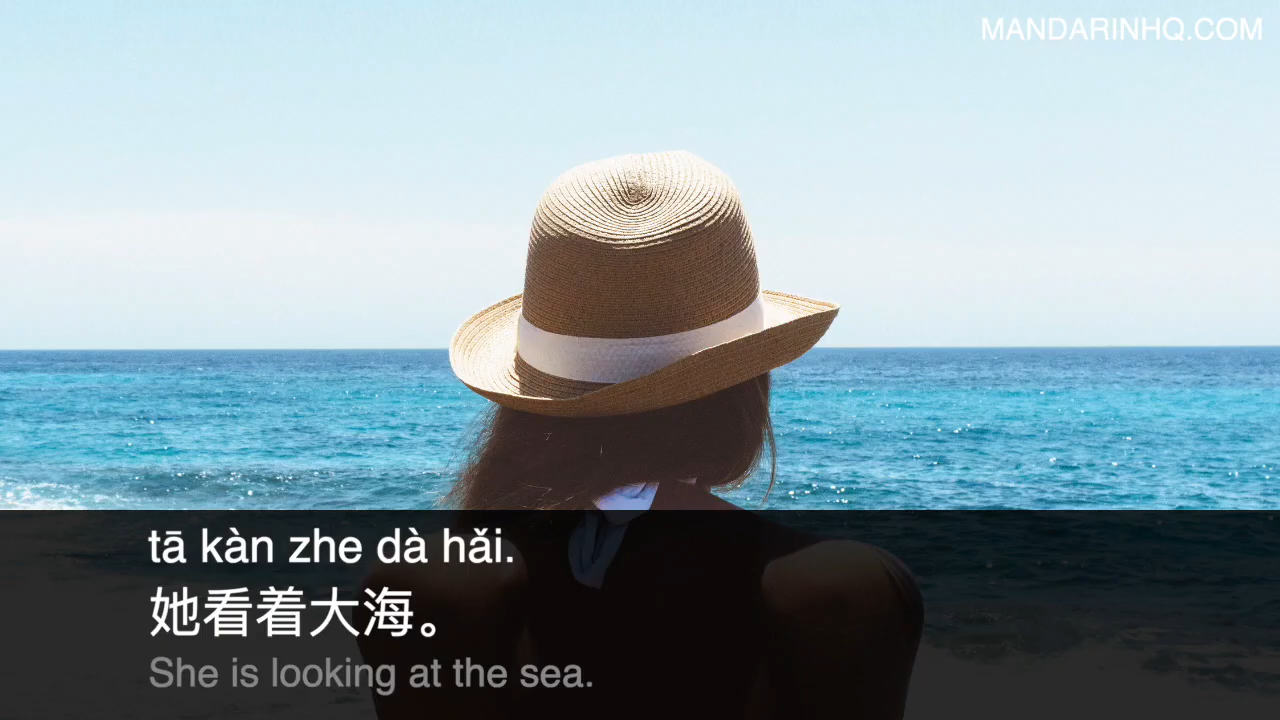 MANDARINHQ.COM
tā kàn zhe dà hǎi.
她看着大海。
She is looking at the sea.